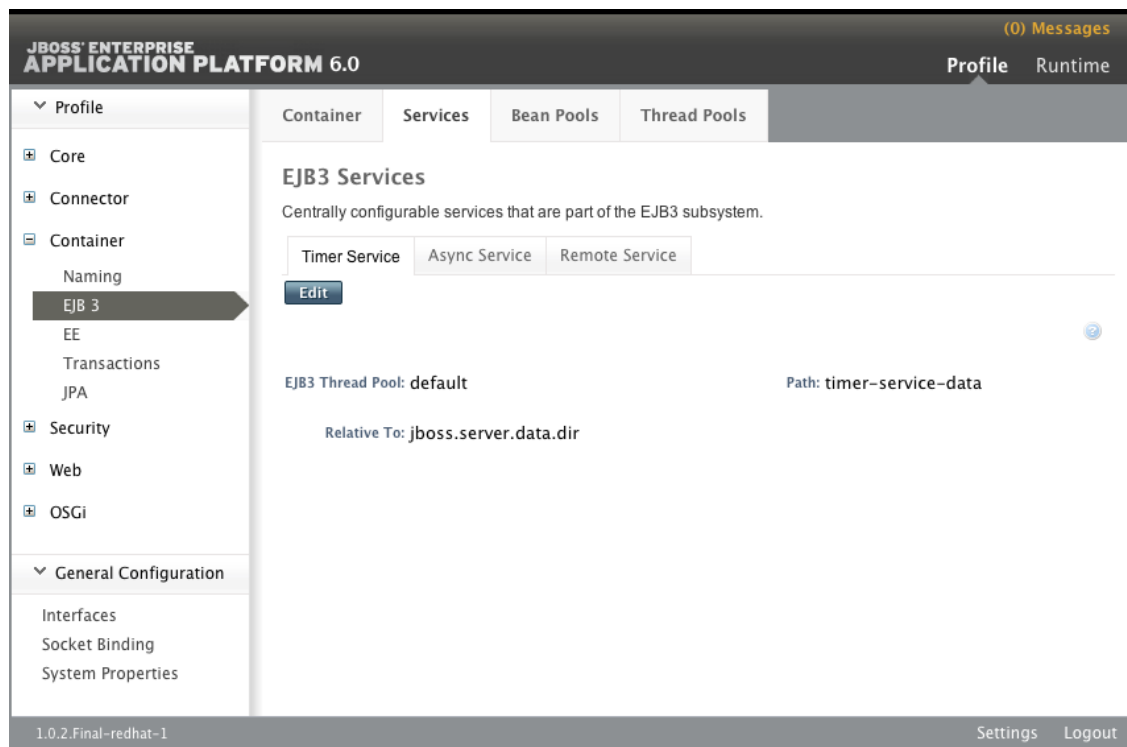 (0) Messages
JBOSS® ENTERPRISE
APPLICATION PLATFORM 6.0
Profile Runtime
Profile
Core
Connector
Container
Naming
EJB 3
EE
Transactions
JPA
Security
Web
OSGi
General Configuration
Interfaces
Socket Binding
System Properties
Container Services Bean Pools Thread Pools
EJB3 Services
Centrally configurable services that are part of the EJB3 subsystem.
Timer Service Async Service Remote Service
Edit
EJB3 Thread Pool: default Path: timer-service-data
Relative To: jboss.server.data.dir
1.0.2.Final-redhat-1 Settings Logout